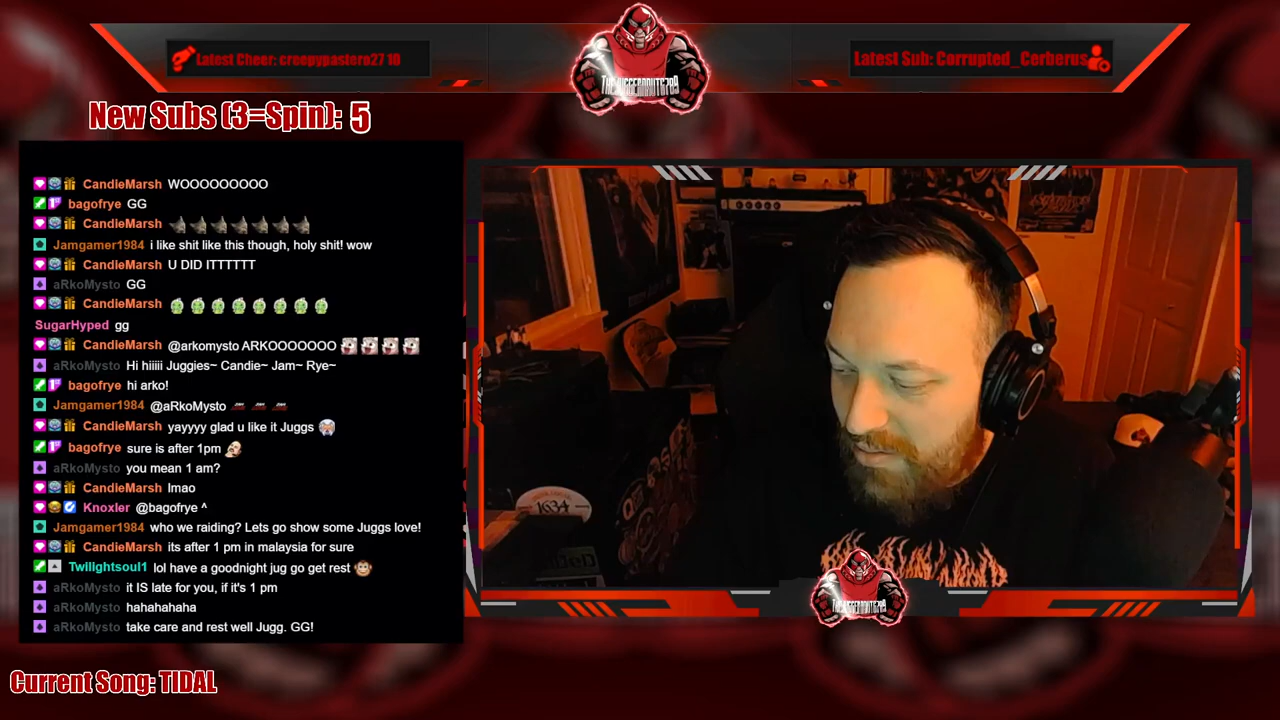 Latest Cheer: creepypastero27 10
THEJUGGERNAUT6789
Latest Sub: Corrupted_Cerberus
New Subs (3=Spin): 5
CandieMarsh WOOOOOOOOO
bagofrye GG
CandieMarsh
Jamgamer1984 i like shit like this though, holy shit! wow
CandieMarsh U DID ITTTTTT
aRkoMysto GG
CandieMarsh
SugarHyped gg
CandieMarsh @arkomysto ARKOOOOOOO
aRkoMysto Hi hiiiii Juggies~ Candie~ Jam~ Rye~
bagofrye hi arko!
Jamgamer1984 @aRkoMysto
CandieMarsh yayyyy glad u like it Juggs
bagofrye sure is after 1pm
aRkoMysto you mean 1 am?
CandieMarsh lmao
Knoxler @bagofrye ^
Jamgamer1984 who we raiding? Lets go show some Juggs love!
CandieMarsh its after 1 pm in malaysia for sure
Twilightsoul1 lol have a goodnight jug go get rest
aRkoMysto it IS late for you, if it's 1 pm
aRkoMysto hahahahaha
aRkoMysto take care and rest well Jugg. GG!
1634
THEJUGGERNAUT6789
Current Song: TIDAL